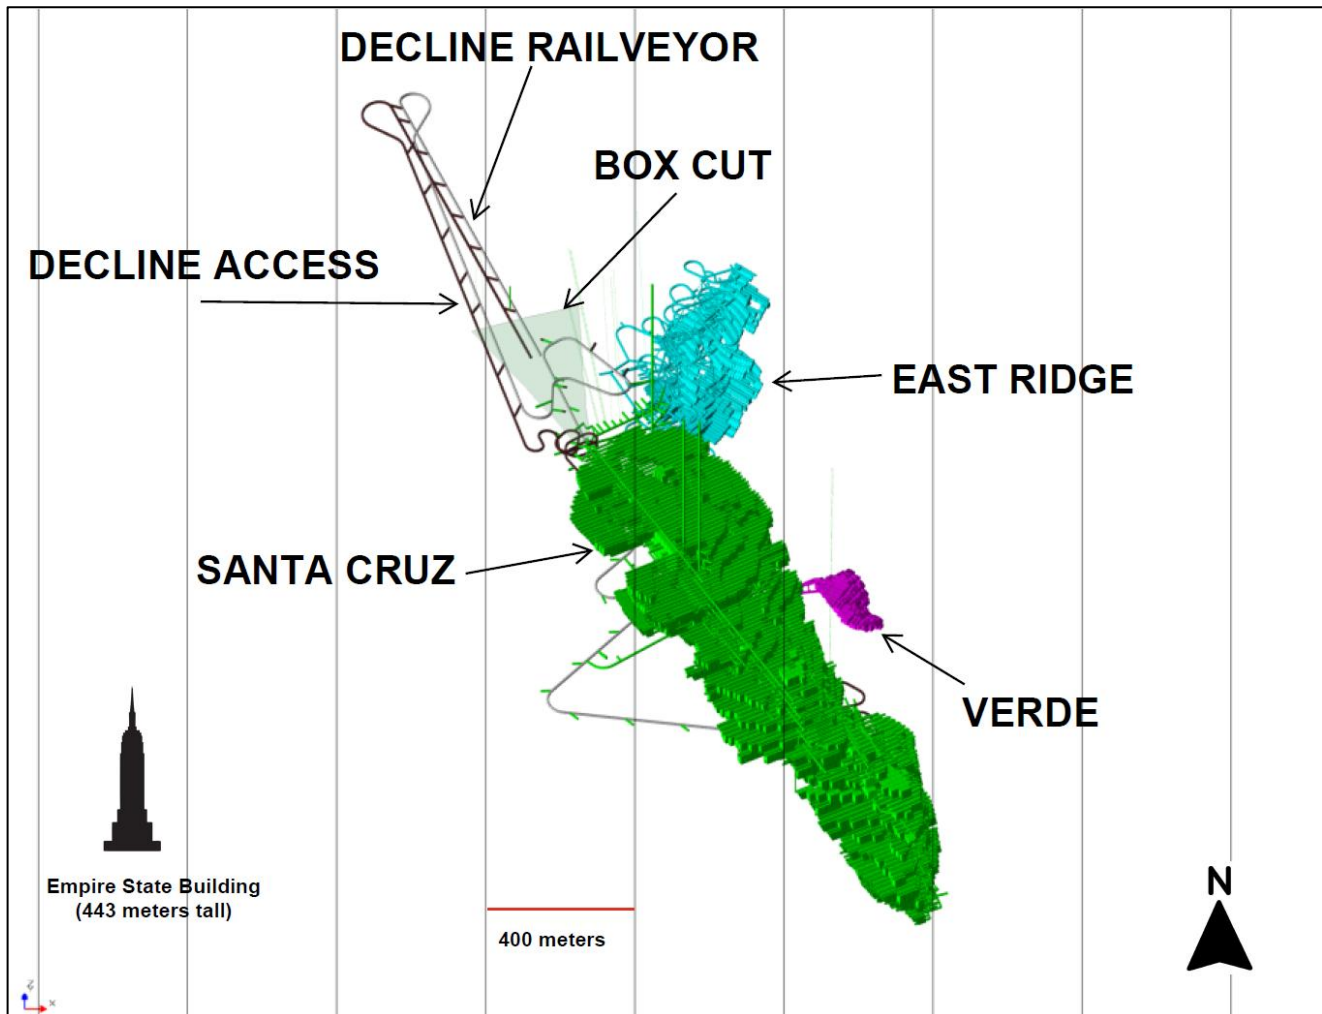 DECLINE RAILVEYOR
BOX CUT
DECLINE ACCESS
EAST RIDGE
SANTA CRUZ
VERDE
Empire State Building
(443 meters tall)
400 meters
N
x